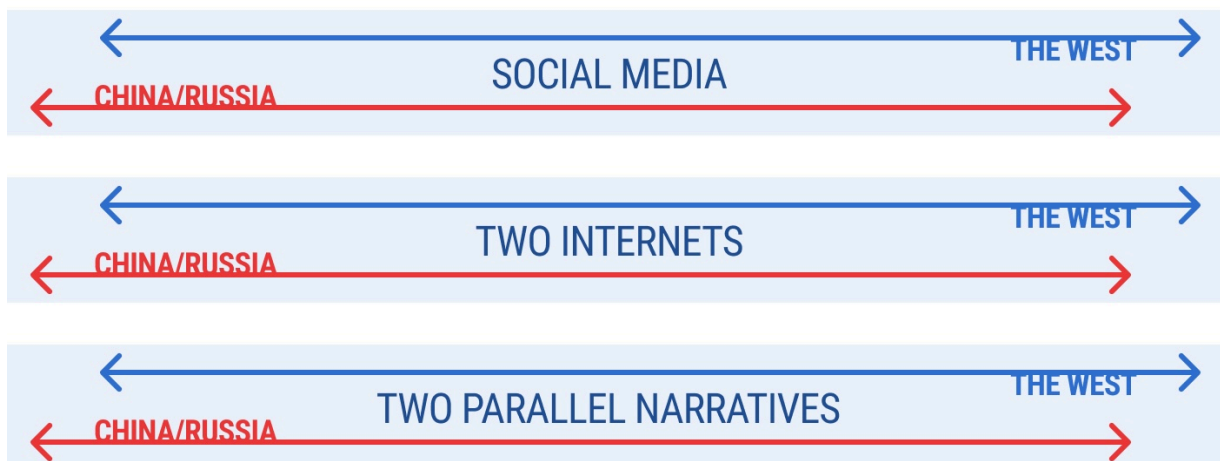 THE WEST
SOCIAL MEDIA
CHINA/RUSSIA
THE WEST
TWO INTERNETS
CHINA/RUSSIA
THE WEST
TWO PARALLEL NARRATIVES
CHINA/RUSSIA